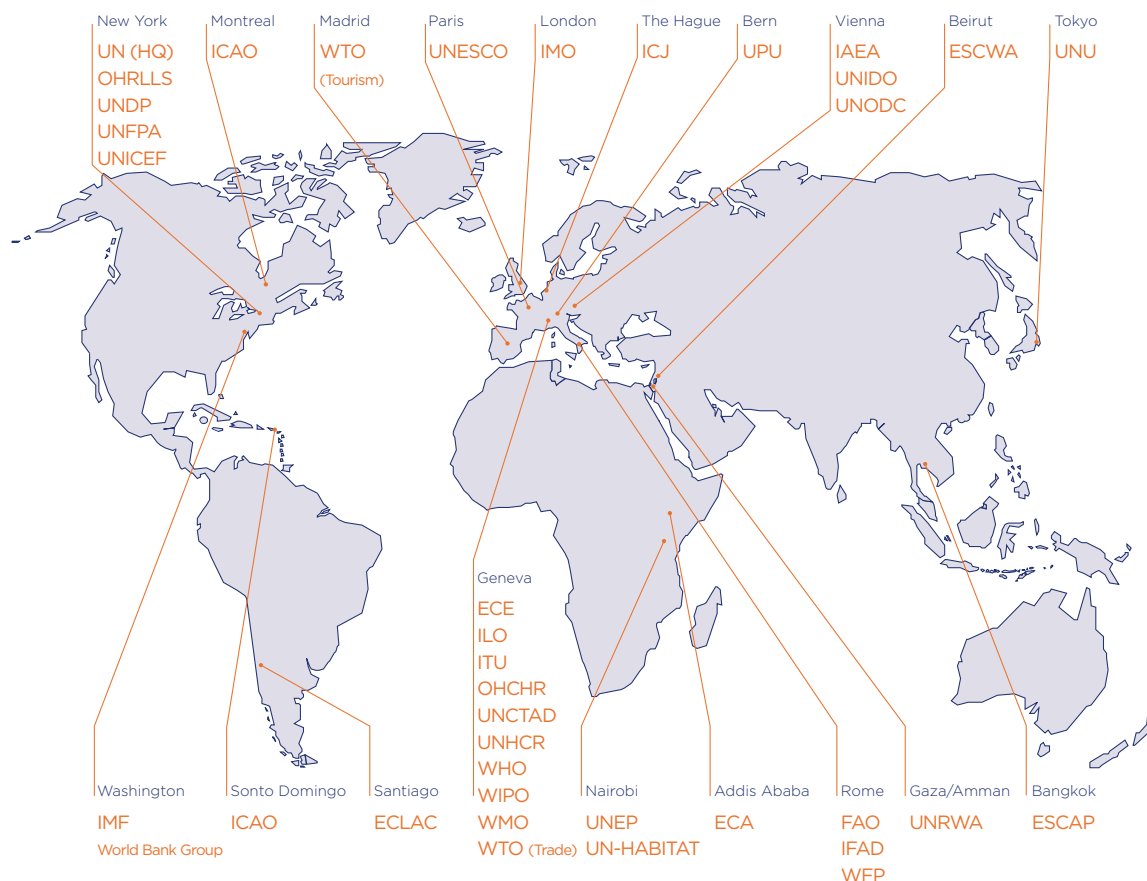 New York
UN (HQ)
OHRLLS
UNDP
UNFPA
UNICEF
Montreal
ICAO
Madrid
WTO
(Tourism)
Paris
UNESCO
London
IMO
The Hague
ICJ
Bern
UPU
Vienna
IAEA
UNIDO
UNODC
Beirut
ESCWA
Tokyo
UNU
Washington
IMF
World Bank Group
Sonto Domingo
ICAO
Santiago
ECLAC
Geneva
ECE
ILO
ITU
OHCHR
UNCTAD
UNHCR
WHO
WIPO
WMO
WTO (Trade)
Nairobi
UNEP
UN-HABITAT
Addis Ababa
ECA
Rome
FAO
IFAD
WFP
Gaza/Amman
UNRWA
Bangkok
ESCAP